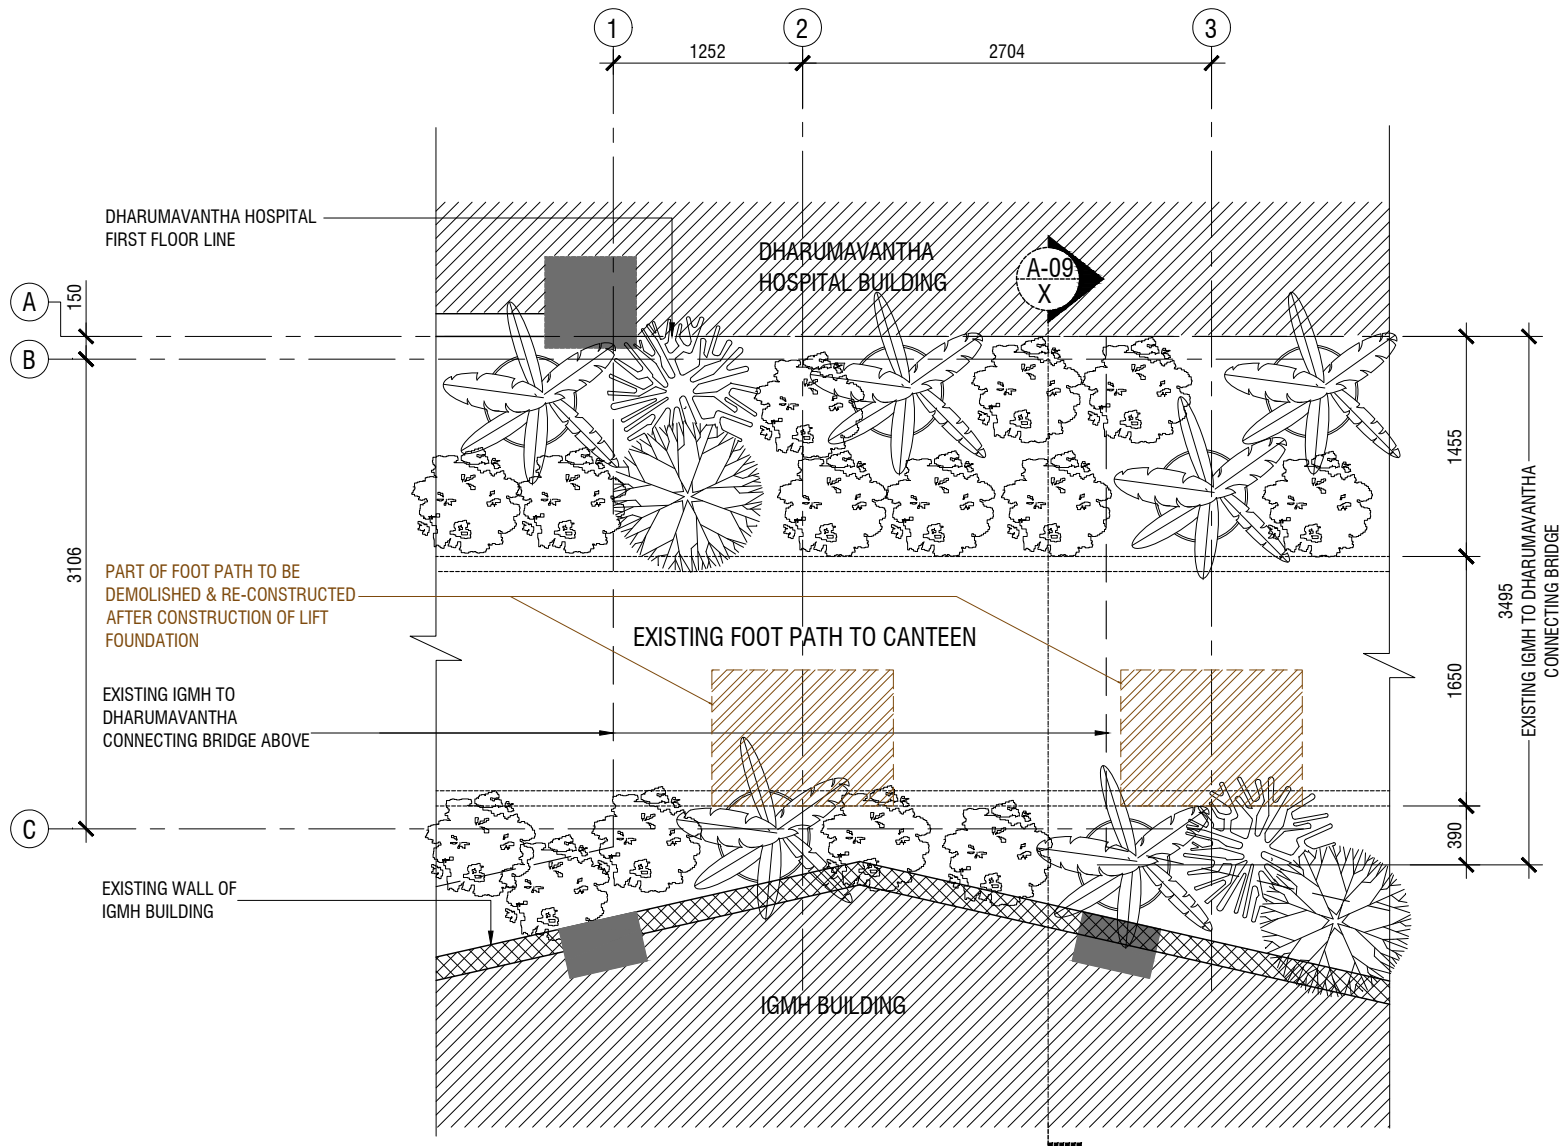 1
2
3
1252
2704
DHARUMAVANTHA HOSPITAL
FIRST FLOOR LINE
DHARUMAVANTHA
HOSPITAL BUILDING
A-09
X
A
150
B
3106
C
PART OF FOOT PATH TO BE
DEMOLISHED & RE-CONSTRUCTED
AFTER CONSTRUCTION OF LIFT
FOUNDATION
EXISTING FOOT PATH TO CANTEEN
EXISTING IGMH TO
DHARUMAVANTHA
CONNECTING BRIDGE ABOVE
EXISTING WALL OF
IGMH BUILDING
IGMH BUILDING
1455
1650
390
3495
EXISTING IGMH TO DHARUMAVANTHA
CONNECTING BRIDGE